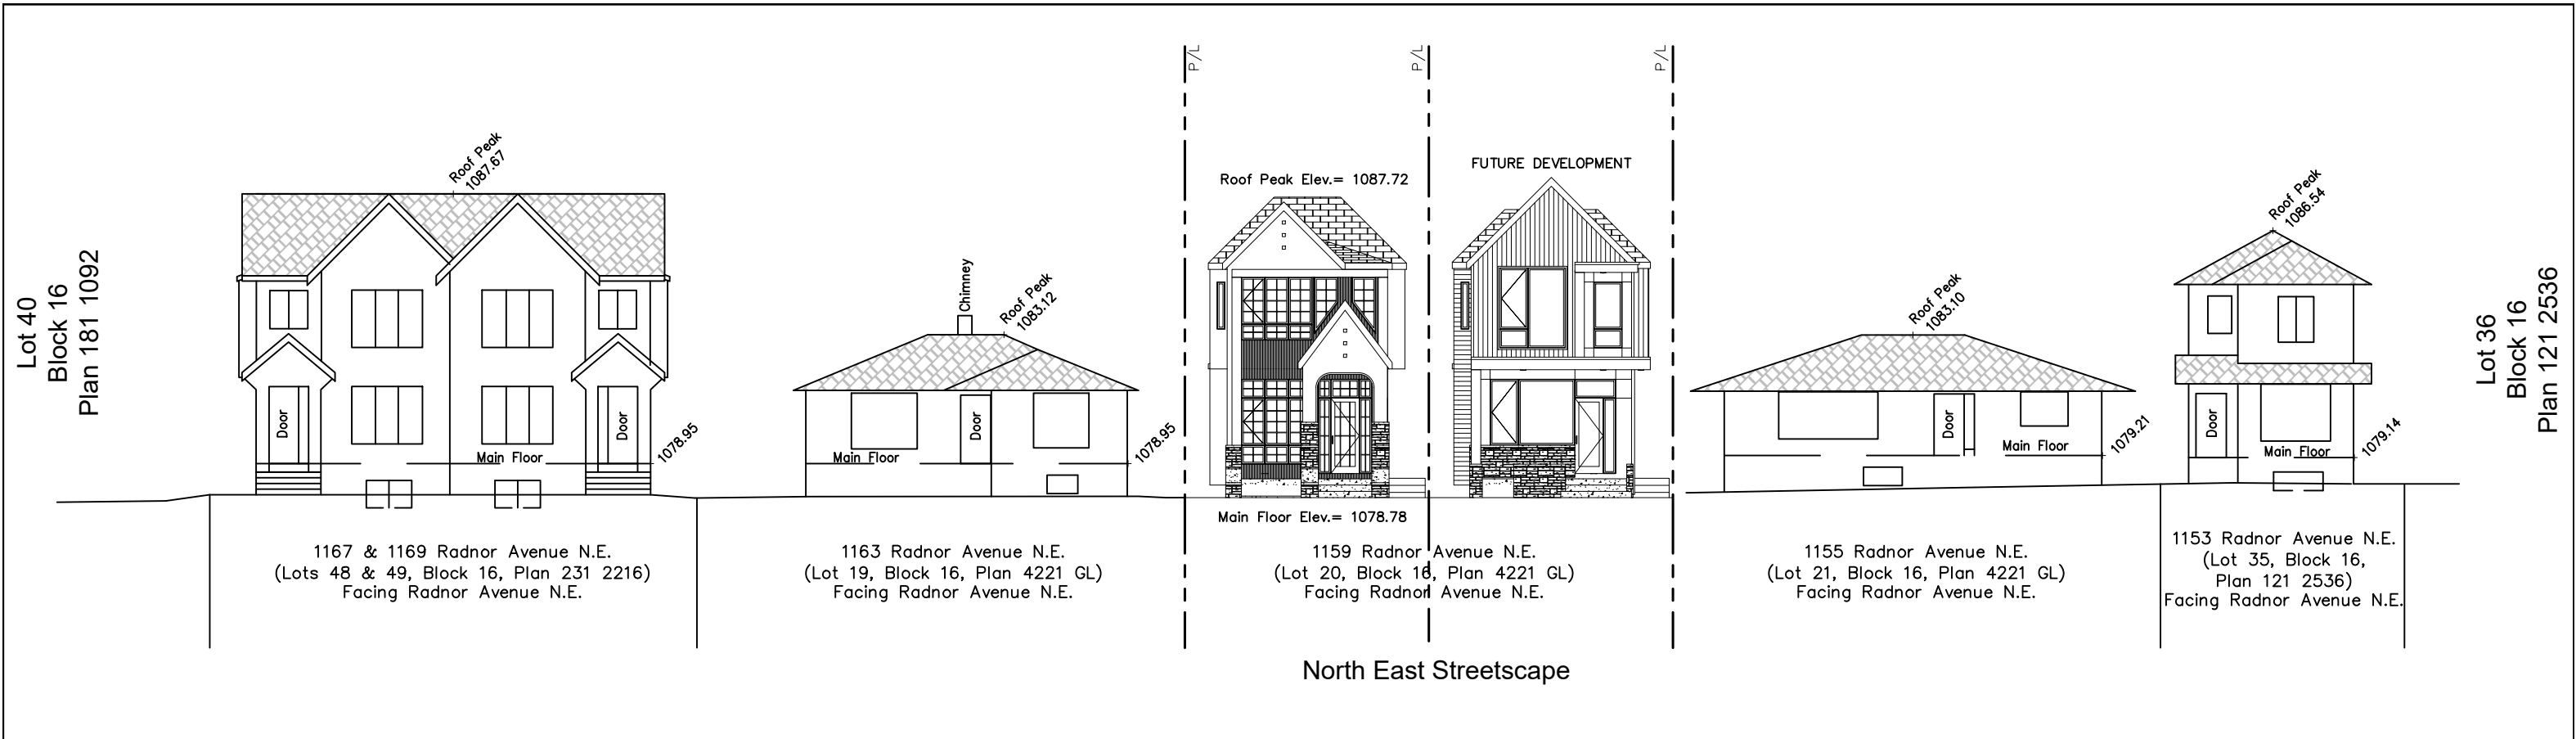 Lot 40
Block 16
Plan 181 1092
Roof Peak
1087.67
Door
Main Floor
Door
1078.95
1167 & 1169 Radnor Avenue N.E.
(Lots 48 & 49, Block 16, Plan 231 2216)
Facing Radnor Avenue N.E.
Chimney
Roof Peak
1083.12
Main Floor
Door
1078.95
1163 Radnor Avenue N.E.
(Lot 19, Block 16, Plan 4221 GL)
Facing Radnor Avenue N.E.
P/L
P/L
P/L
Roof Peak Elev.= 1087.72
FUTURE DEVELOPMENT
Main Floor Elev.= 1078.78
1159 Radnor Avenue N.E.
(Lot 20, Block 16, Plan 4221 GL)
Facing Radnor Avenue N.E.
Roof Peak
1083.10
Door
Main Floor
1079.21
1155 Radnor Avenue N.E.
(Lot 21, Block 16, Plan 4221 GL)
Facing Radnor Avenue N.E.
Roof Peak
1086.54
Door
Main Floor
1079.14
1153 Radnor Avenue N.E.
(Lot 35, Block 16,
Plan 121 2536)
Facing Radnor Avenue N.E.
Lot 36
Block 16
Plan 121 2536
North East Streetscape